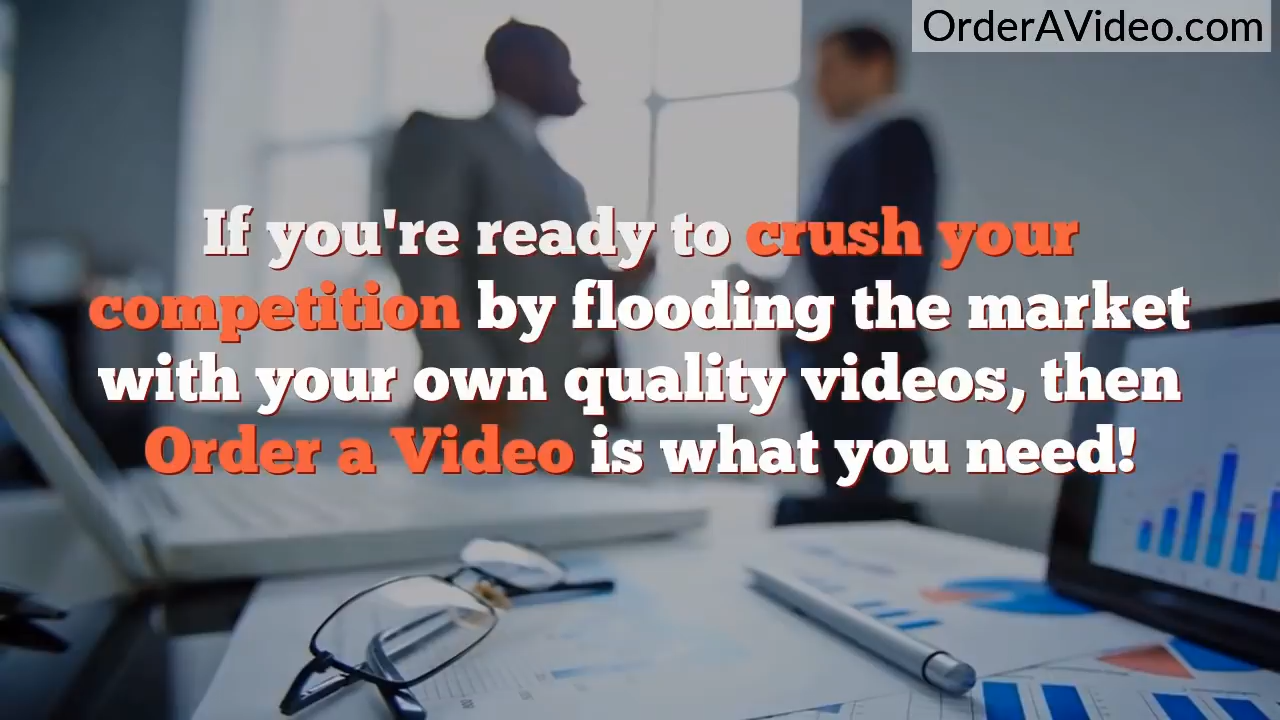 OrderAVideo.com
If you're ready to crush your
competition by flooding the market
with your own quality videos, then
Order a Video is what you need!